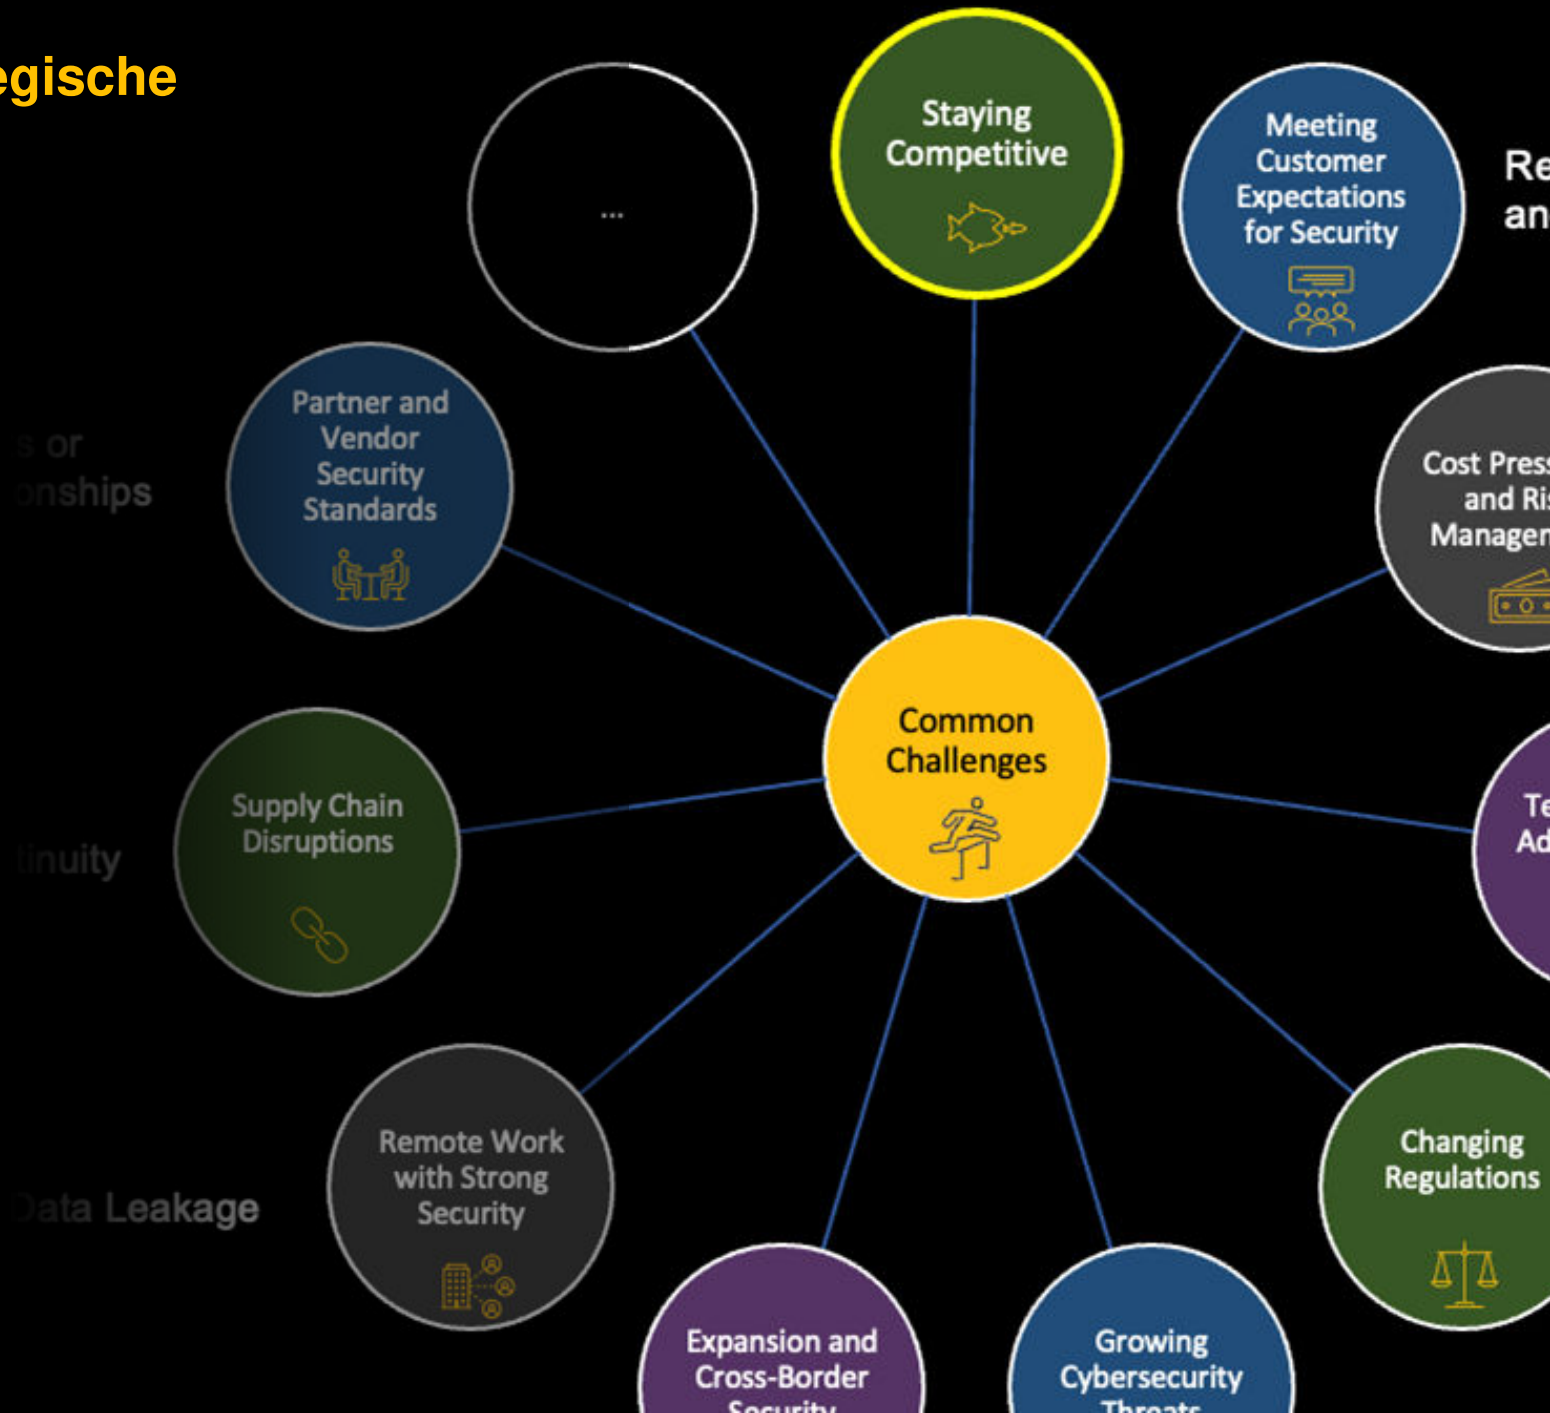 egische
...
Staying
Competitive
Meeting
Customer
Expectations
for Security
Re
an
Partner and
Vendor
Security
Standards
s or
onships
Cost Press
and Ris
Managem
Common
Challenges
Supply Chain
Disruptions
tinuity
Te
Ad
Remote Work
with Strong
Security
Data Leakage
Changing
Regulations
Expansion and
Cross-Border
Security
Growing
Cybersecurity
Threats